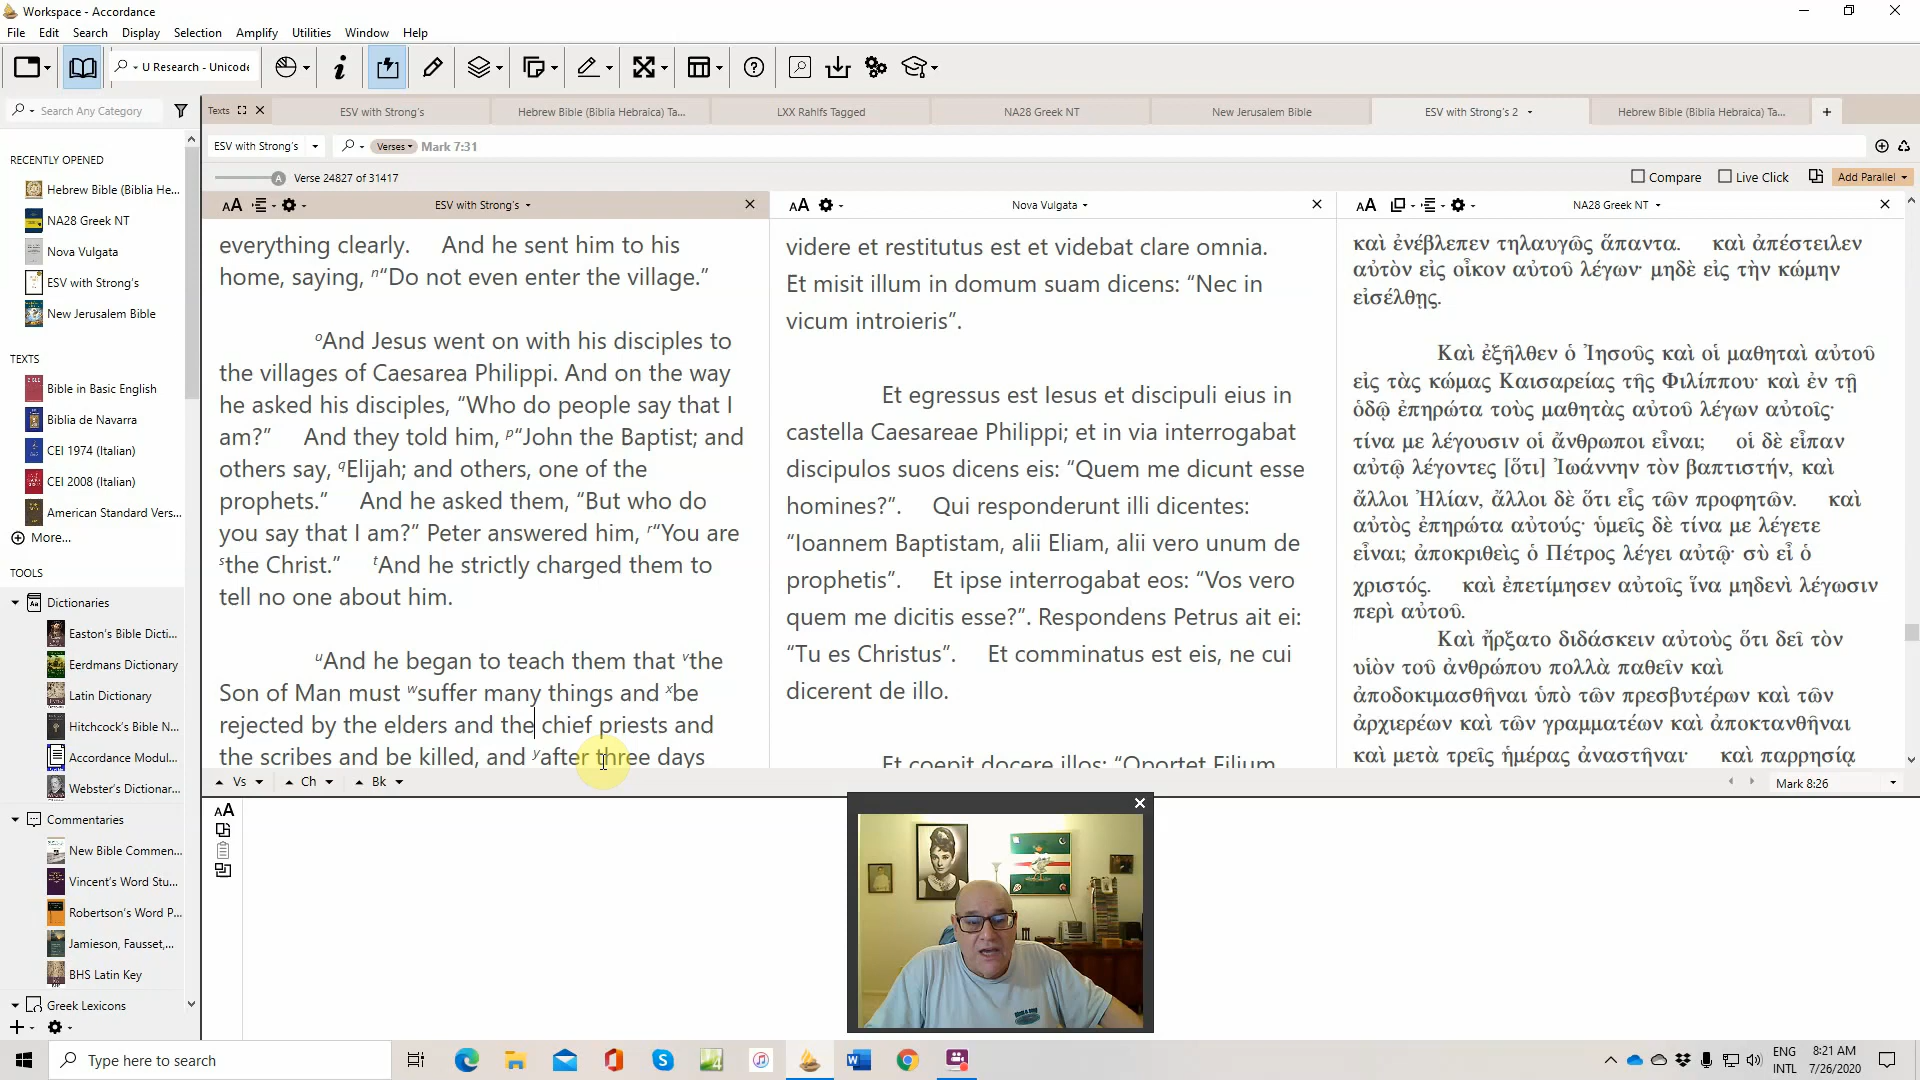 Workspace - Accordance
File Edit Search Display Selection Amplify Utilities Window Help
U Research - Unicode
Search Any Category
Texts
ESV with Strong's
Hebrew Bible (Biblia Hebraica) Ta...
LXX Rahlfs Tagged
NA28 Greek NT
New Jerusalem Bible
ESV with Strong's 2
Hebrew Bible (Biblia Hebraica) Ta...
ESV with Strong's
Verses
Mark 7:31
A
Verse 24827 of 31417
Compare
Live Click
Add Parallel
RECENTLY OPENED
Hebrew Bible (Biblia He...
NA28 Greek NT
Nova Vulgata
ESV with Strong's
New Jerusalem Bible
TEXTS
Bible in Basic English
Biblia de Navarra
CEI 1974 (Italian)
CEI 2008 (Italian)
American Standard Vers...
More...
TOOLS
Dictionaries
Easton's Bible Dicti...
Eerdmans Dictionary
Latin Dictionary
Hitchcock's Bible N...
Accordance Modul...
Webster's Dictionar...
Commentaries
New Bible Commen...
Vincent's Word Stu...
Robertson's Word P...
Jamieson, Fausset,...
BHS Latin Key
Greek Lexicons
AA
ESV with Strong's
everything clearly. And he sent him to his
home, saying, n“Do not even enter the village.”
oAnd Jesus went on with his disciples to
the villages of Caesarea Philippi. And on the way
he asked his disciples, “Who do people say that I
am?” And they told him, p“John the Baptist; and
others say, qElijah; and others, one of the
prophets.” And he asked them, “But who do
you say that I am?” Peter answered him, r“You are
sthe Christ.” tAnd he strictly charged them to
tell no one about him.
uAnd he began to teach them that vthe
Son of Man must wsuffer many things and xbe
rejected by the elders and the chief priests and
the scribes and be killed, and yafter three days
AA
Nova Vulgata
videre et restitutus est et videbat clare omnia.
Et misit illum in domum suam dicens: “Nec in
vicum introieris”.
Et egressus est Iesus et discipuli eius in
castella Caesareae Philippi; et in via interrogabat
discipulos suos dicens eis: “Quem me dicunt esse
homines?”. Qui responderunt illi dicentes:
“Ioannem Baptistam, alii Eliam, alii vero unum de
prophetis”. Et ipse interrogabat eos: “Vos vero
quem me dicitis esse?”. Respondens Petrus ait ei:
“Tu es Christus”. Et comminatus est eis, ne cui
dicerent de illo.
Et coepit docere illos: “Oportet Filium
AA
NA28 Greek NT
καὶ ἐνέβλεπεν τηλαυγῶς ἅπαντα. καὶ ἀπέστειλεν
αὐτὸν εἰς οἶκον αὐτοῦ λέγων· μηδὲ εἰς τὴν κώμην
εἰσέλθῃς.
Καὶ ἐξῆλθεν ὁ Ἰησοῦς καὶ οἱ μαθηταὶ αὐτοῦ
εἰς τὰς κώμας Καισαρείας τῆς Φιλίππου· καὶ ἐν τῇ
ὁδῷ ἐπηρώτα τοὺς μαθητὰς αὐτοῦ λέγων αὐτοῖς·
τίνα με λέγουσιν οἱ ἄνθρωποι εἶναι; οἱ δὲ εἶπαν
αὐτῷ λέγοντες [ὅτι] Ἰωάννην τὸν βαπτιστήν, καὶ
ἄλλοι Ἠλίαν, ἄλλοι δὲ ὅτι εἷς τῶν προφητῶν. καὶ
αὐτὸς ἐπηρώτα αὐτούς· ὑμεῖς δὲ τίνα με λέγετε
εἶναι; ἀποκριθεὶς ὁ Πέτρος λέγει αὐτῷ· σὺ εἶ ὁ
χριστός. καὶ ἐπετίμησεν αὐτοῖς ἵνα μηδενὶ λέγωσιν
περὶ αὐτοῦ.
Καὶ ἤρξατο διδάσκειν αὐτοὺς ὅτι δεῖ τὸν
υἱὸν τοῦ ἀνθρώπου πολλὰ παθεῖν καὶ
ἀποδοκιμασθῆναι ὑπὸ τῶν πρεσβυτέρων καὶ τῶν
ἀρχιερέων καὶ τῶν γραμματέων καὶ ἀποκτανθῆναι
καὶ μετὰ τρεῖς ἡμέρας ἀναστῆναι· καὶ παρρησίᾳ
Vs Ch Bk
Mark 8:26
AA
Type here to search
ENG
INTL
8:21 AM
7/26/2020